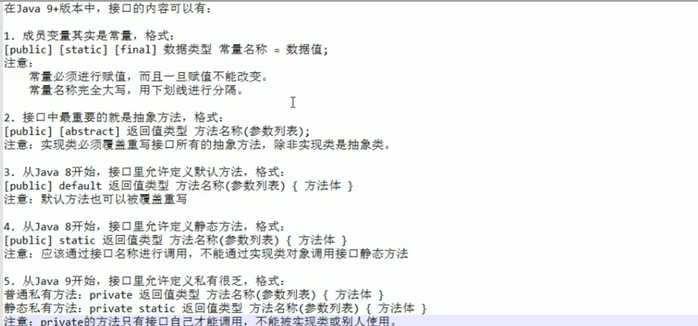 在Java 9+版本中，接口的内容可以有：
1. 成员变量其实是常量，格式：
[public] [static] [final] 数据类型 常量名称 = 数据值；
注意：
常量必须进行赋值，而且一旦赋值不能改变。
常量名称完全大写，用下划线进行分隔。
2. 接口中最重要的就是抽象方法，格式：
[public] [abstract] 返回值类型 方法名称(参数列表)；
注意：实现类必须覆盖重写接口所有的抽象方法，除非实现类是抽象类。
3. 从Java 8开始，接口里允许定义默认方法，格式：
[public] default 返回值类型 方法名称(参数列表) { 方法体 }
注意：默认方法也可以被覆盖重写
4. 从Java 8开始，接口里允许定义静态方法，格式：
[public] static 返回值类型 方法名称(参数列表) { 方法体 }
注意：应该通过接口名称进行调用，不能通过实现类对象调用接口静态方法
5. 从Java 9开始，接口里允许定义私有很乏，格式：
普通私有方法：private 返回值类型 方法名称(参数列表) { 方法体 }
静态私有方法：private static 返回值类型 方法名称(参数列表) { 方法体 }
注意：private的方法只有接口自己才能调用，不能被实现类或别人使用。